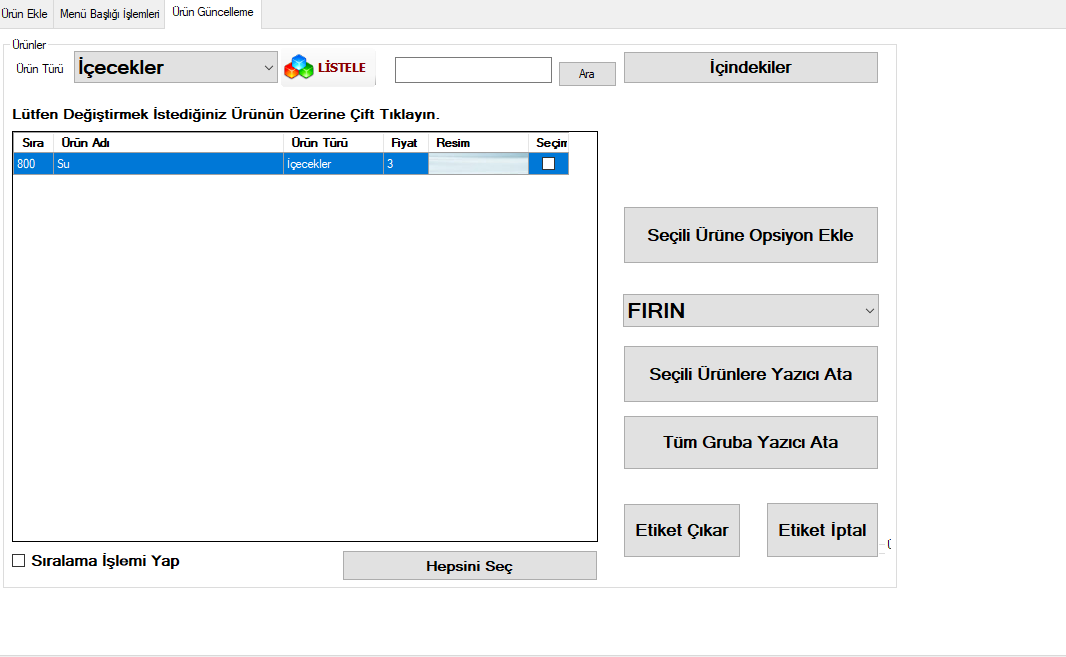 Ürün Ekle Menü Başlığı İşlemleri Ürün Güncelleme
Ürünler
Ürün Türü İçecekler LİSTELE Ara İçindekiler
Lütfen Değiştirmek İstediğiniz Ürünün Üzerine Çift Tıklayın.
Sıra Ürün Adı Ürün Türü Fiyat Resim Seçim
800 Su İçecekler 3
Seçili Ürüne Opsiyon Ekle
FIRIN
Seçili Ürünlere Yazıcı Ata
Tüm Gruba Yazıcı Ata
Etiket Çıkar Etiket İptal
Ü
Sıralama İşlemi Yap Hepsini Seç